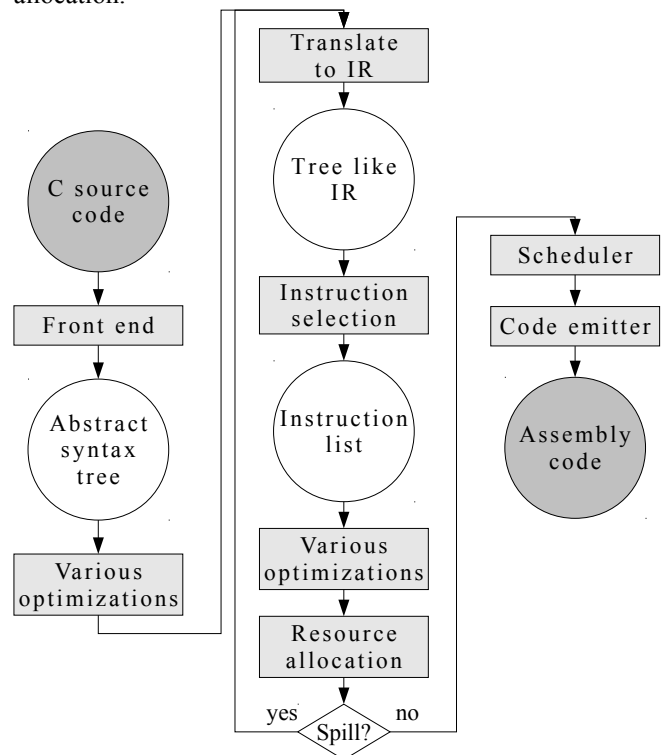 allocation.
C source
code
Front end
Abstract
syntax
tree
Various
optimizations
Translate
to IR
Tree like
IR
Instruction
selection
Instruction
list
Various
optimizations
Resource
allocation
yes
Spill?
no
Scheduler
Code emitter
Assembly
code